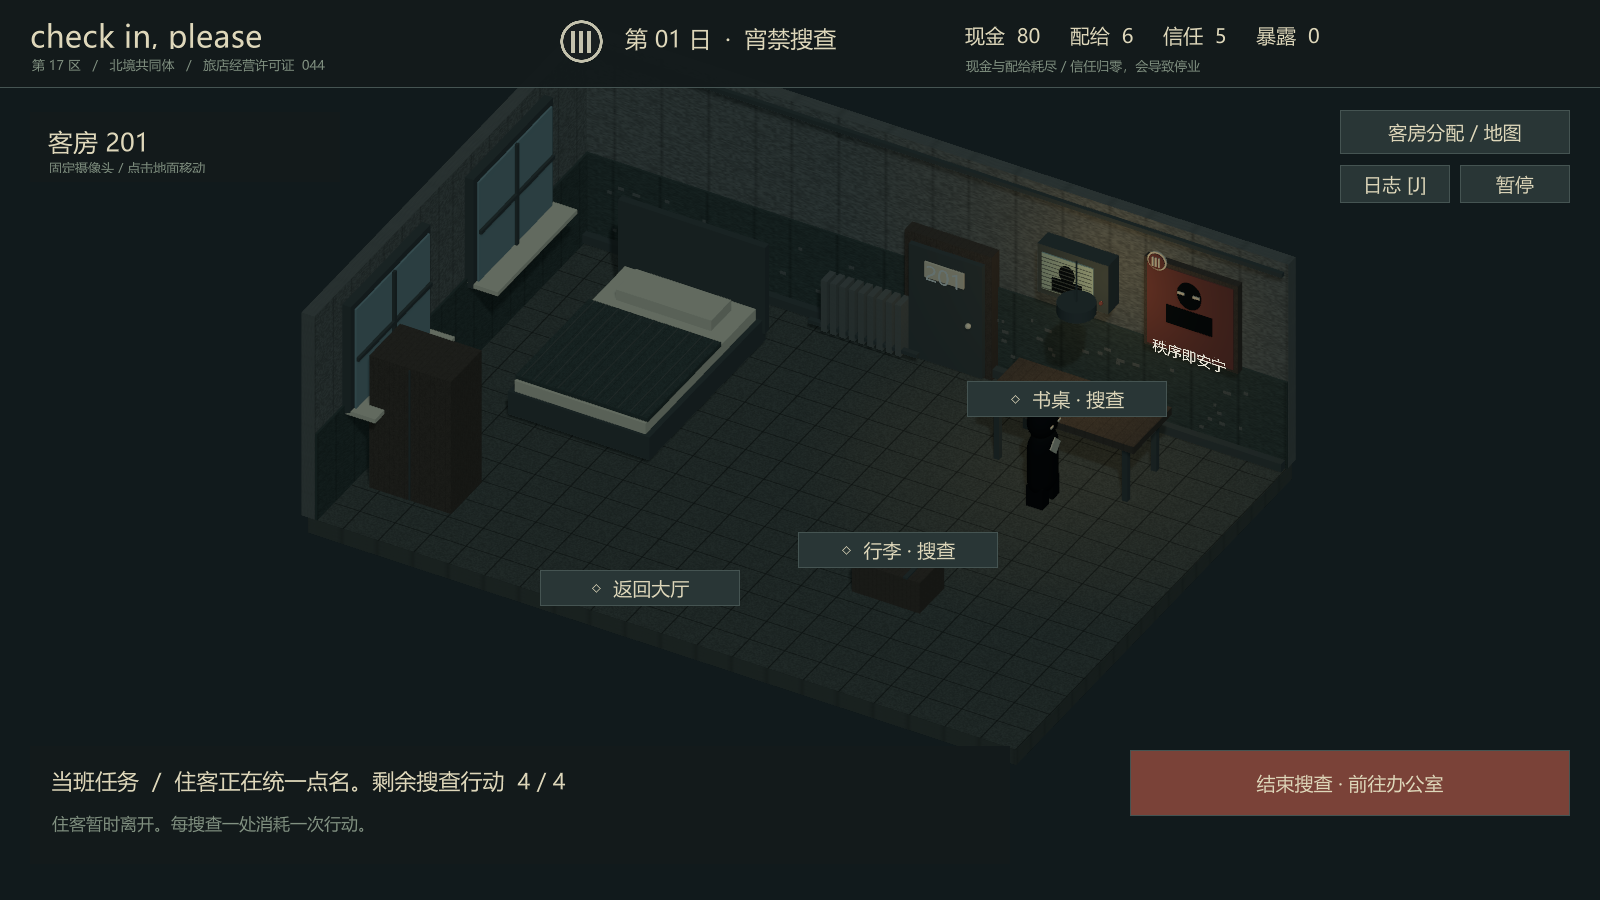 check in, please
第 17 区 / 北境共同体 / 旅店经营许可证 044
第 01 日 · 宵禁搜查
现金 80 配给 6 信任 5 暴露 0
现金与配给耗尽 / 信任归零，会导致停业
客房 201
固定摄像头 / 点击地面移动
客房分配 / 地图
日志 [J]
暂停
201
秩序即安宁
书桌 · 搜查
行李 · 搜查
返回大厅
当班任务 / 住客正在统一点名。剩余搜查行动 4 / 4
住客暂时离开。每搜查一处消耗一次行动。
结束搜查 · 前往办公室